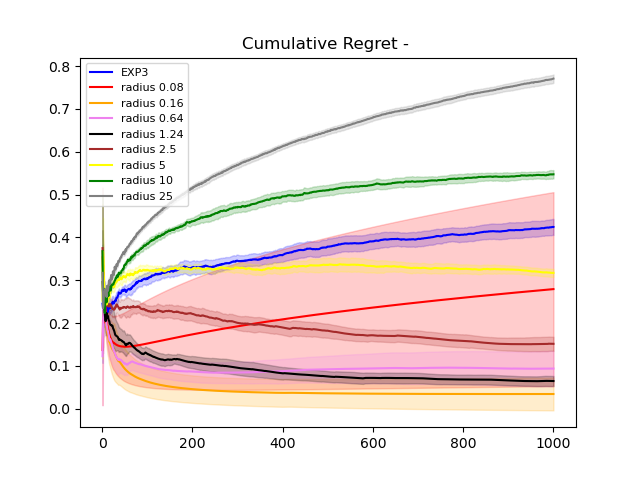 Cumulative Regret -
0.8
0.7
0.6
0.5
0.4
0.3
0.2
0.1
0.0
EXP3
radius 0.08
radius 0.16
radius 0.64
radius 1.24
radius 2.5
radius 5
radius 10
radius 25
0 200 400 600 800 1000